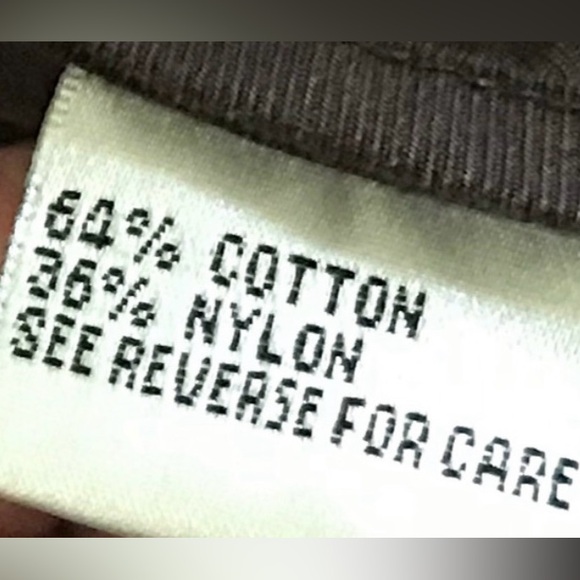 64% COTTON
36% NYLON
SEE REVERSE FOR CARE